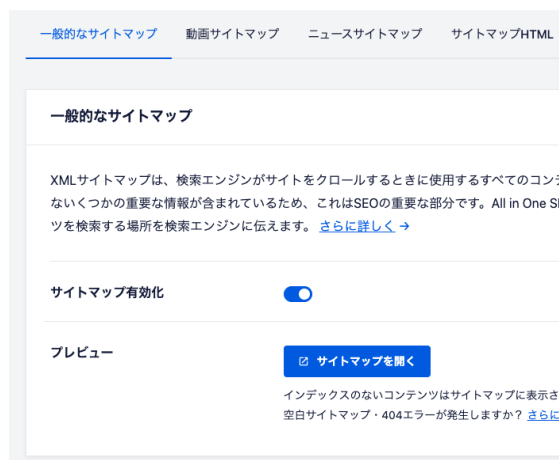 一般的なサイトマップ 動画サイトマップ ニュースサイトマップ サイトマップHTML
一般的なサイトマップ
XMLサイトマップは、検索エンジンがサイトをクロールするときに使用するすべてのコンテ
ないくつかの重要な情報が含まれているため、これはSEOの重要な部分です。All in One S
ツを検索する場所を検索エンジンに伝えます。 さらに詳しく →
サイトマップ有効化
プレビュー
サイトマップを開く
インデックスのないコンテンツはサイトマップに表示さ
空白サイトマップ・404エラーが発生しますか？ さらに